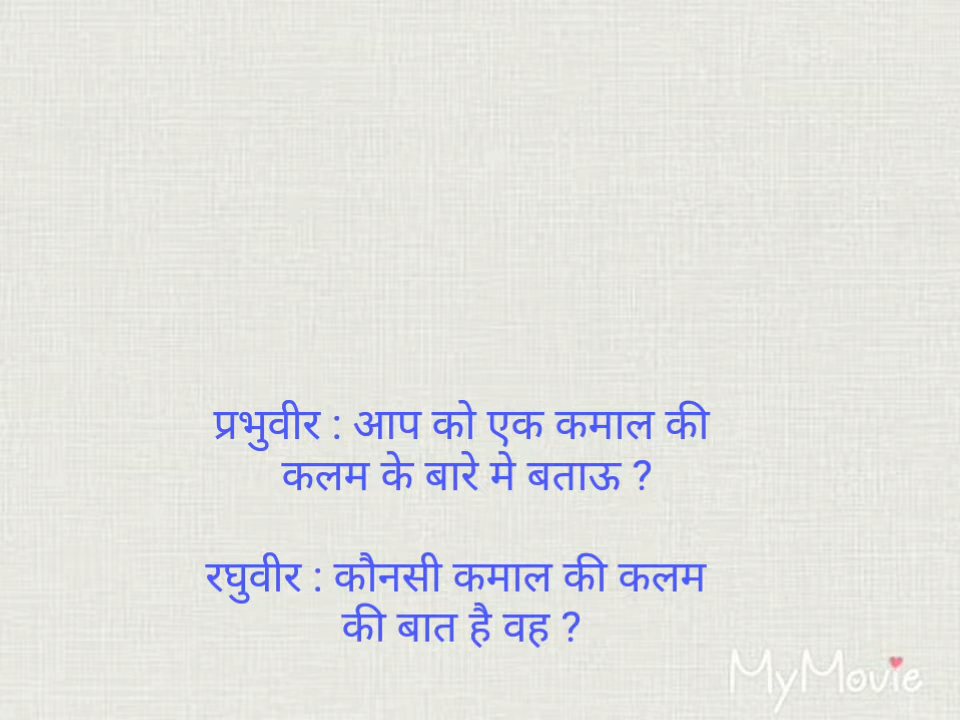 प्रभुवीर : आप को एक कमाल की
कलम के बारे मे बताऊ ?
रघुवीर : कौनसी कमाल की कलम
की बात है वह ?
MyMovie